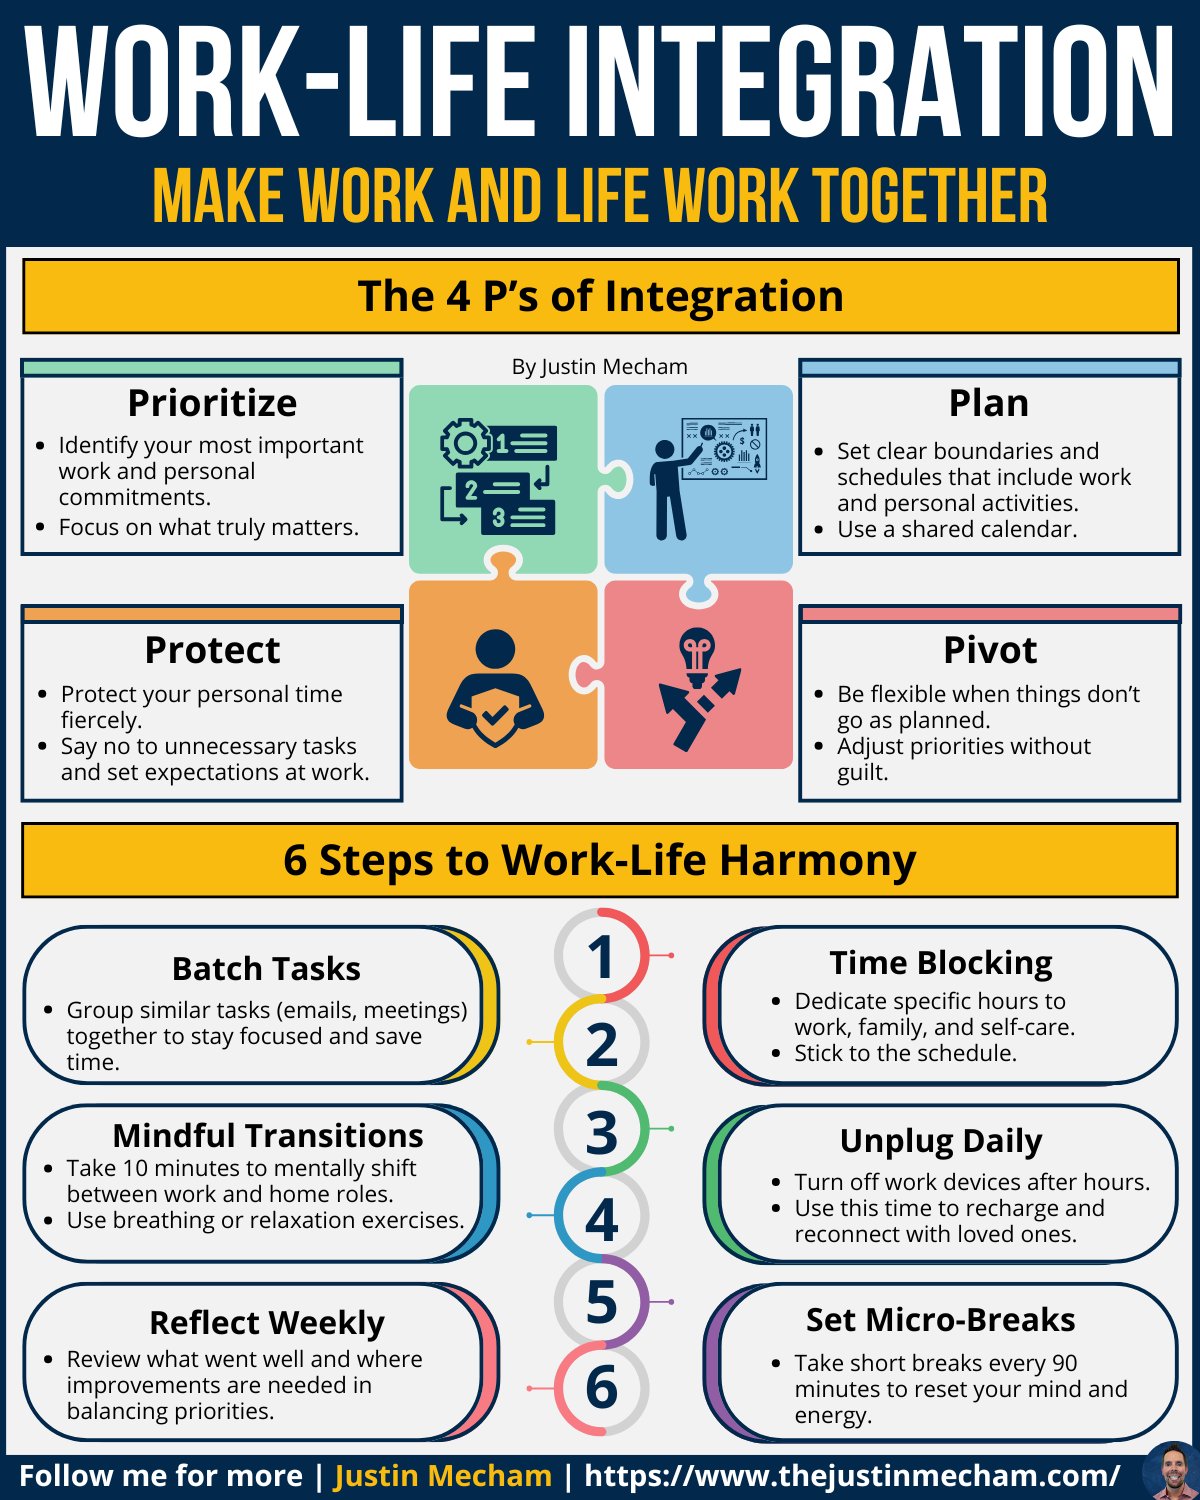 WORK-LIFE INTEGRATION
MAKE WORK AND LIFE WORK TOGETHER
The 4 P’s of Integration
By Justin Mecham
Prioritize
• Identify your most important
work and personal
commitments.
• Focus on what truly matters.
1
2
3
$
Plan
• Set clear boundaries and
schedules that include work
and personal activities.
• Use a shared calendar.
Protect
• Protect your personal time
fiercely.
• Say no to unnecessary tasks
and set expectations at work.
Pivot
• Be flexible when things don’t
go as planned.
• Adjust priorities without
guilt.
6 Steps to Work-Life Harmony
1
Time Blocking
• Dedicate specific hours to
work, family, and self-care.
• Stick to the schedule.
2
Batch Tasks
• Group similar tasks (emails, meetings)
together to stay focused and save
time.
3
Unplug Daily
• Turn off work devices after hours.
• Use this time to recharge and
reconnect with loved ones.
4
Mindful Transitions
• Take 10 minutes to mentally shift
between work and home roles.
• Use breathing or relaxation exercises.
5
Set Micro-Breaks
• Take short breaks every 90
minutes to reset your mind and
energy.
6
Reflect Weekly
• Review what went well and where
improvements are needed in
balancing priorities.
Follow me for more | Justin Mecham | https://www.thejustinmecham.com/